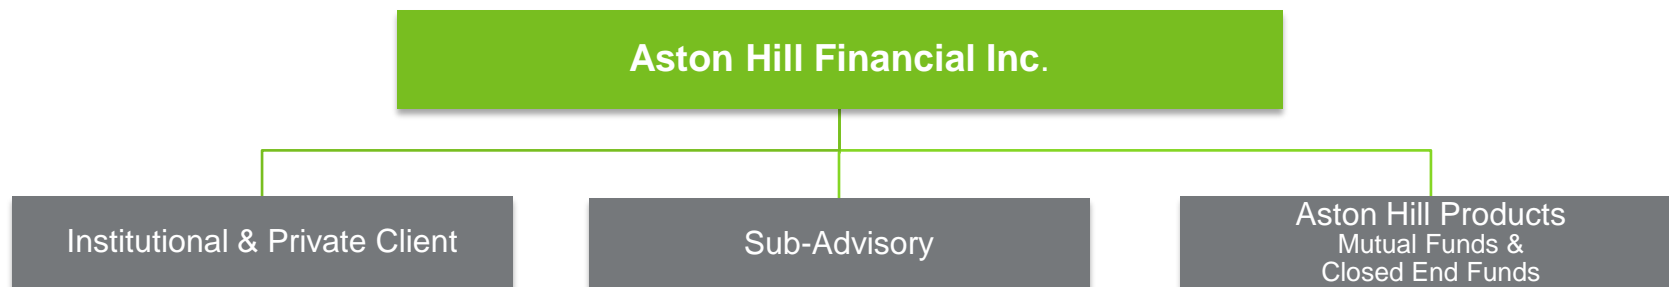 Aston Hill Financial Inc.
Institutional & Private Client
Sub-Advisory
Aston Hill Products
Mutual Funds &
Closed End Funds